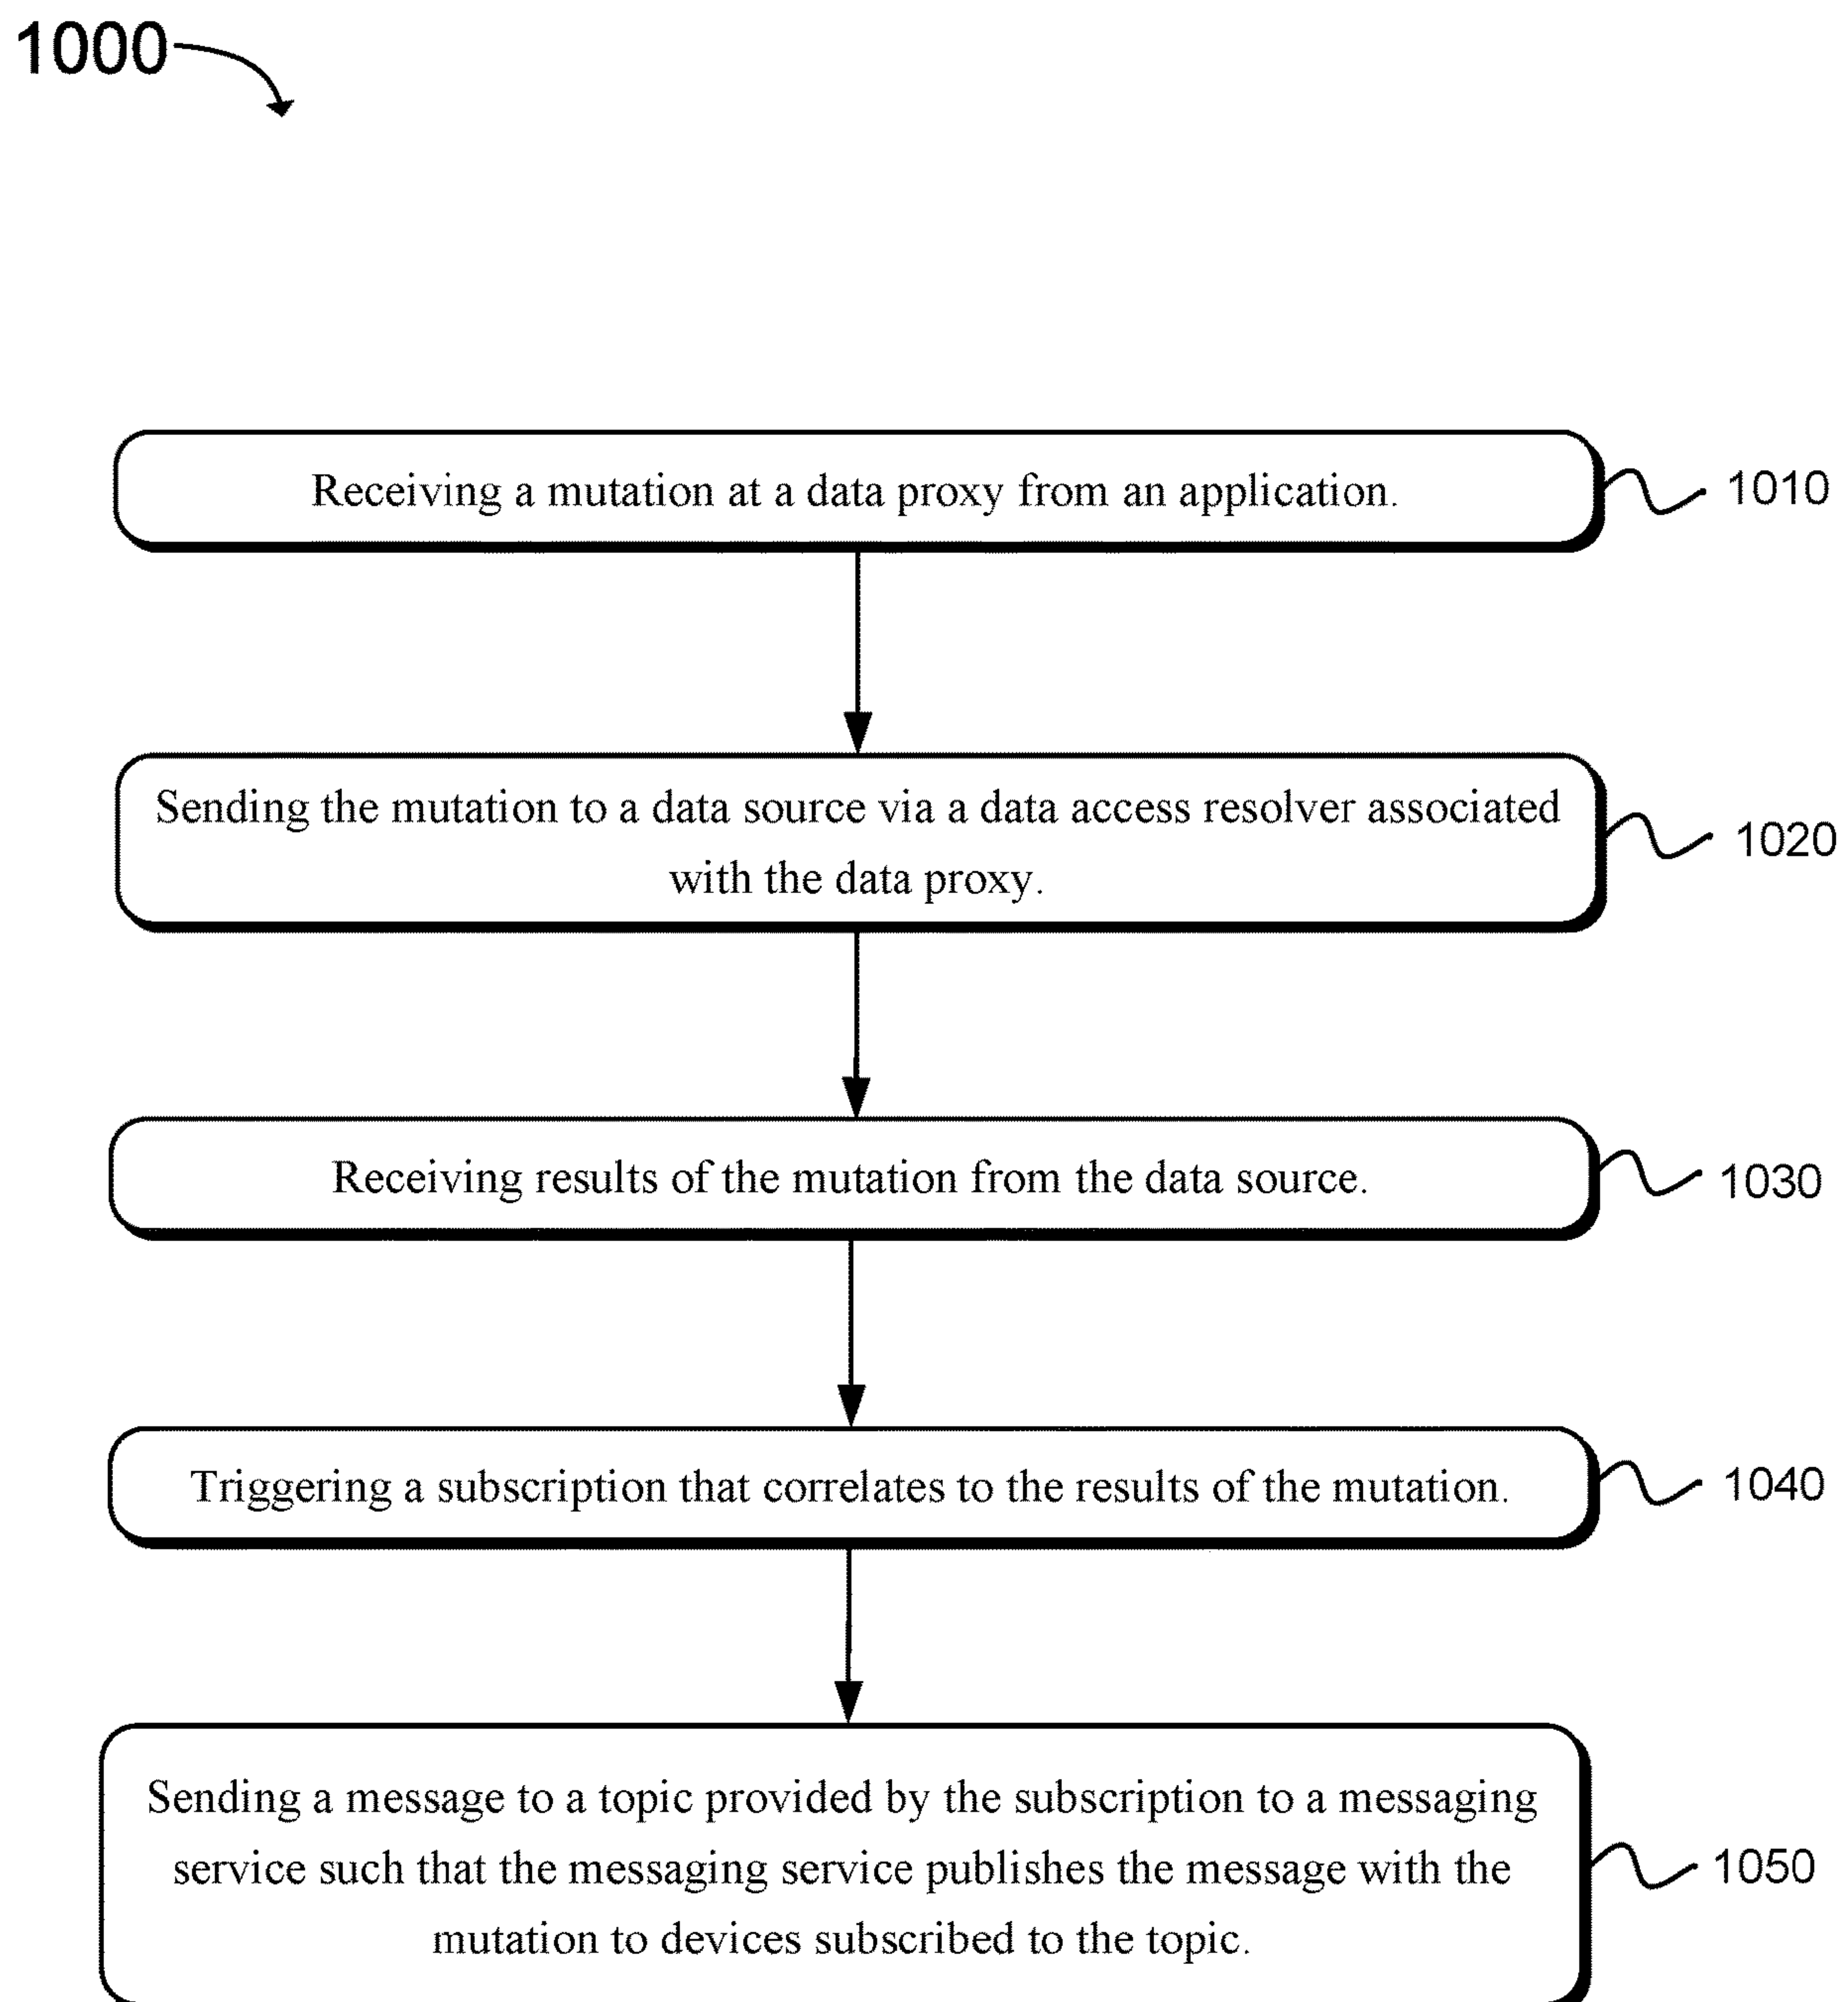 1000
Receiving a mutation at a data proxy from an application.
1010
Sending the mutation to a data source via a data access resolver associated
with the data proxy.
1020
Receiving results of the mutation from the data source.
1030
Triggering a subscription that correlates to the results of the mutation.
1040
Sending a message to a topic provided by the subscription to a messaging
service such that the messaging service publishes the message with the
mutation to devices subscribed to the topic.
1050